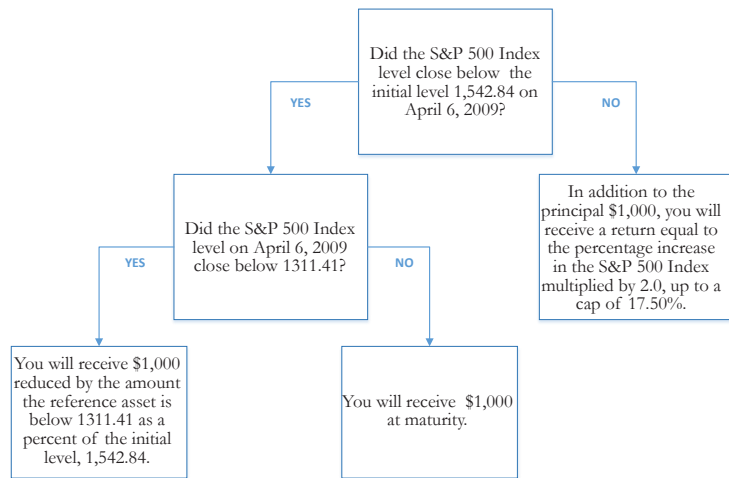 Did the S&P 500 Index
level close below the
initial level 1,542.84 on
April 6, 2009?
YES
NO
Did the S&P 500 Index
level on April 6, 2009
close below 1311.41?
In addition to the
principal $1,000, you will
receive a return equal to
the percentage increase
in the S&P 500 Index
multiplied by 2.0, up to a
cap of 17.50%.
YES
NO
You will receive $1,000
reduced by the amount
the reference asset is
below 1311.41 as a
percent of the initial
level, 1,542.84.
You will receive $1,000
at maturity.